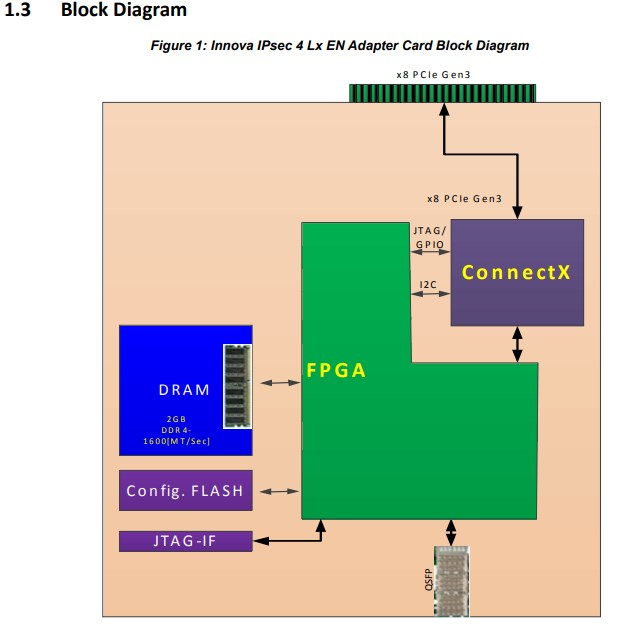 1.3 Block Diagram
Figure 1: Innova IPsec 4 Lx EN Adapter Card Block Diagram
x8 PCIe Gen3
x8 PCIe Gen3
JTAG/
GPIO
ConnectX
I2C
FPGA
DRAM
2GB
DDR4-
1600[MT/Sec]
Config. FLASH
JTAG-IF
QSFP